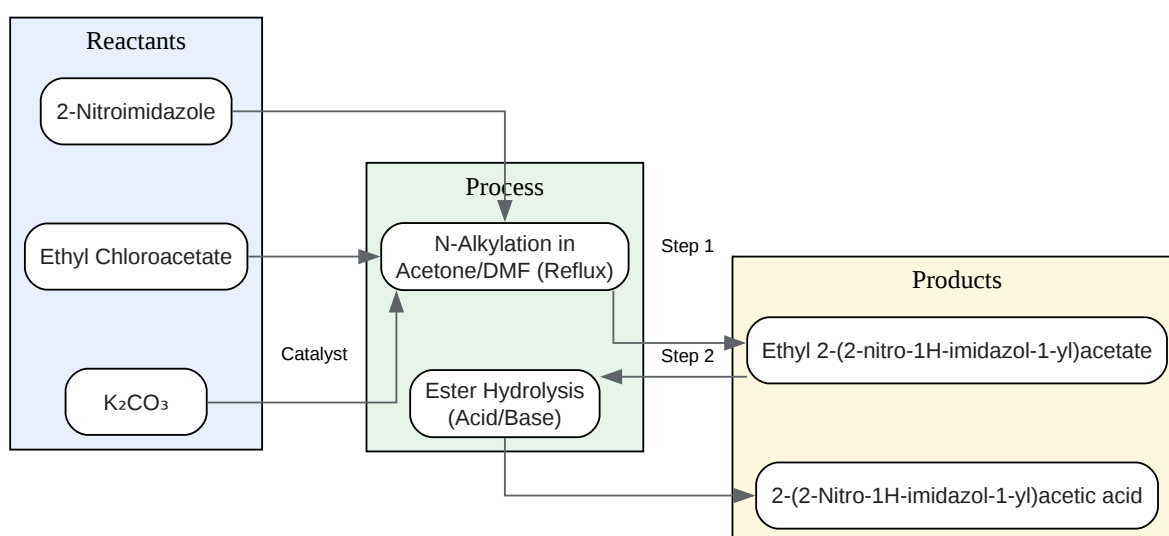 Reactants
2-Nitroimidazole
Ethyl Chloroacetate
K₂CO₃
Catalyst
Process
N-Alkylation in
Acetone/DMF (Reflux)
Ester Hydrolysis
(Acid/Base)
Step 1
Step 2
Products
Ethyl 2-(2-nitro-1H-imidazol-1-yl)acetate
2-(2-Nitro-1H-imidazol-1-yl)acetic acid